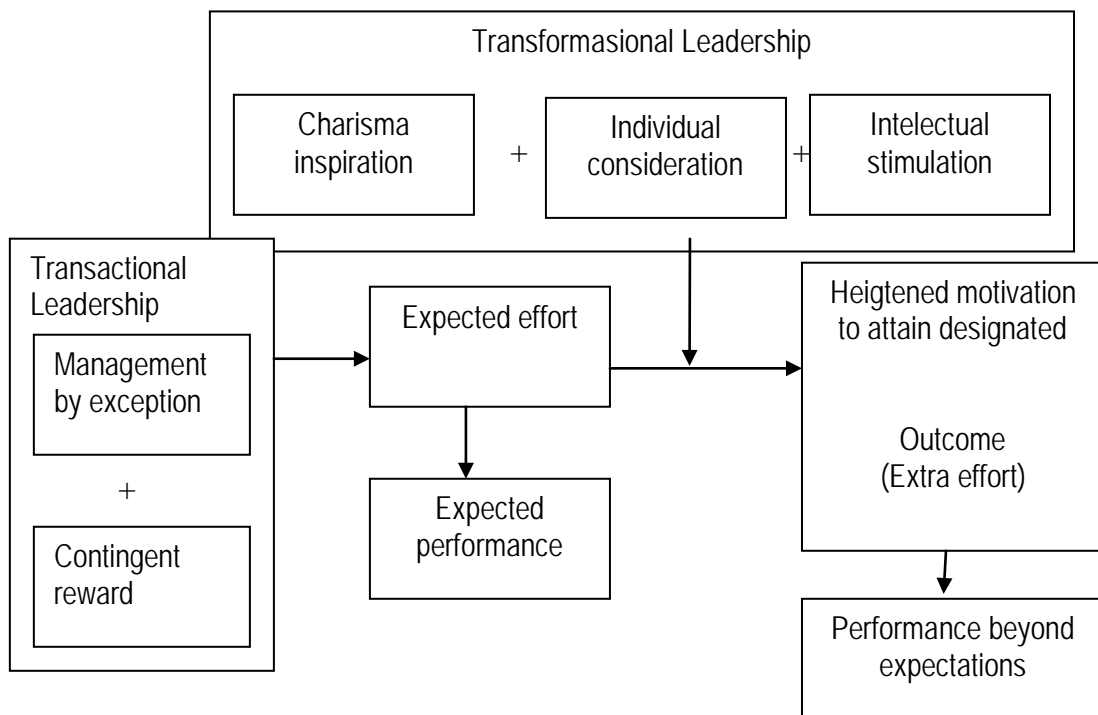 Transformasional Leadership
Charisma
inspiration
+
Individual
consideration
+
Intelectual
stimulation
Transactional
Leadership
Management
by exception
+
Contingent
reward
Expected effort
Expected
performance
Heigtened motivation
to attain designated
Outcome
(Extra effort)
Performance beyond
expectations